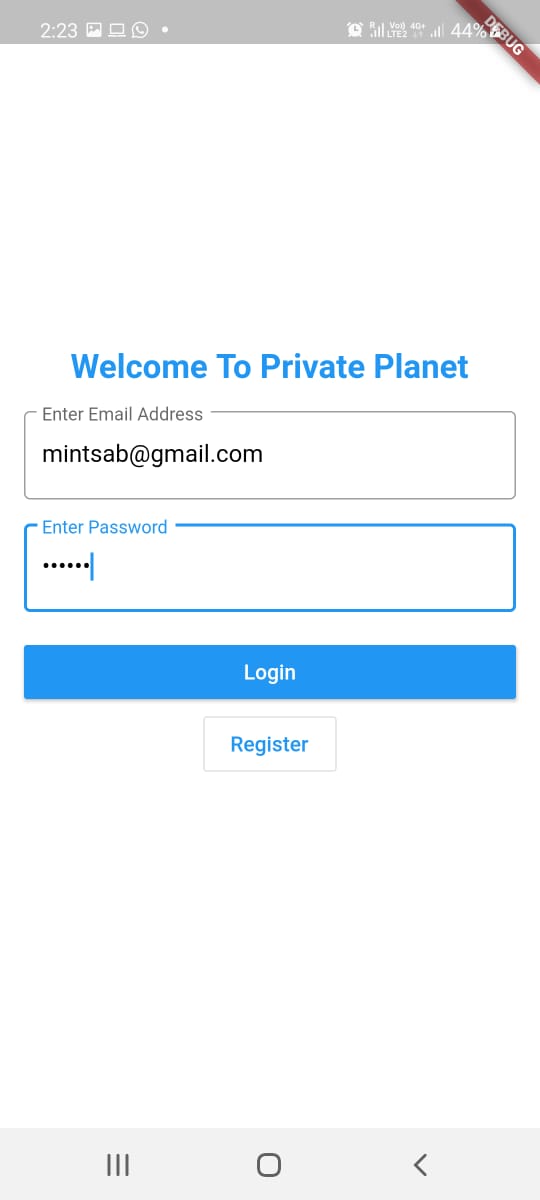 2:23
R Vo)) 4G+ 44%
LTE2
DEBUG
Welcome To Private Planet
Enter Email Address
mintsab@gmail.com
Enter Password
••••••
Login
Register